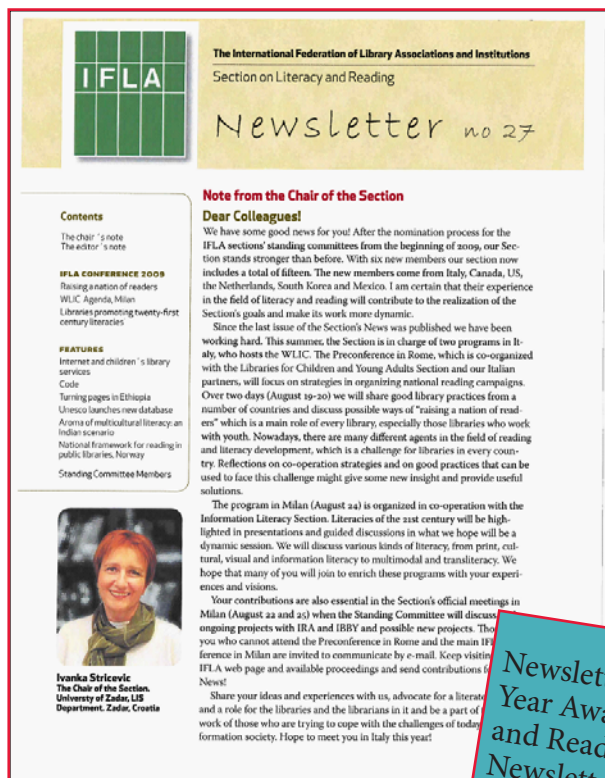 IFLA
The International Federation of Library Associations and Institutions
Section on Literacy and Reading
Newsletter no 27
Contents
The chair´s note
The editor´s note
IFLA CONFERENCE 2009
Raising a nation of readers
WLIC Agenda, Milan
Libraries promoting twenty-first
century literacies
FEATURES
Internet and children´s library
services
Code
Turning pages in Ethiopia
Unesco launches new database
Aroma of multicultural literacy: an
Indian scenario
National framework for reading in
public libraries, Norway
Standing Committee Members
Ivanka Stricevic
The Chair of the Section.
Universty of Zadar, LIS
Department. Zadar, Croatia
Note from the Chair of the Section
Dear Colleagues!
We have some good news for you! After the nomination process for the
IFLA sections' standing committees from the beginning of 2009, our Sec-
tion stands stronger than before. With six new members our section now
includes a total of fifteen. The new members come from Italy, Canada, US,
the Netherlands, South Korea and Mexico. I am certain that their experience
in the field of literacy and reading will contribute to the realization of the
Section's goals and make its work more dynamic.
Since the last issue of the Section's News was published we have been
working hard. This summer, the Section is in charge of two programs in It-
aly, who hosts the WLIC. The Preconference in Rome, which is co-organized
with the Libraries for Children and Young Adults Section and our Italian
partners, will focus on strategies in organizing national reading campaigns.
Over two days (August 19-20) we will share good library practices from a
number of countries and discuss possible ways of "raising a nation of read-
ers" which is a main role of every library, especially those libraries who work
with youth. Nowadays, there are many different agents in the field of reading
and literacy development, which is a challenge for libraries in every coun-
try. Reflections on co-operation strategies and on good practices that can be
used to face this challenge might give some new insight and provide useful
solutions.
The program in Milan (August 24) is organized in co-operation with the
Information Literacy Section. Literacies of the 21st century will be high-
lighted in presentations and guided discussions in what we hope will be a
dynamic session. We will discuss various kinds of literacy, from print, cul-
tural, visual and information literacy to multimodal and transliteracy. We
hope that many of you will join to enrich these programs with your experi-
ences and visions.
Your contributions are also essential in the Section's official meetings in
Milan (August 22 and 25) when the Standing Committee will discuss
ongoing projects with IRA and IBBY and possible new projects. Tho
you who cannot attend the Preconference in Rome and the main IF
ference in Milan are invited to communicate by e-mail. Keep visitin
IFLA web page and available proceedings and send contributions f
News!
Share your ideas and experiences with us, advocate for a literate
and a role for the libraries and the librarians in it and be a part of
work of those who are trying to cope with the challenges of today
formation society. Hope to meet you in Italy this year!
Newslet
Year Awa
and Read
Newslett